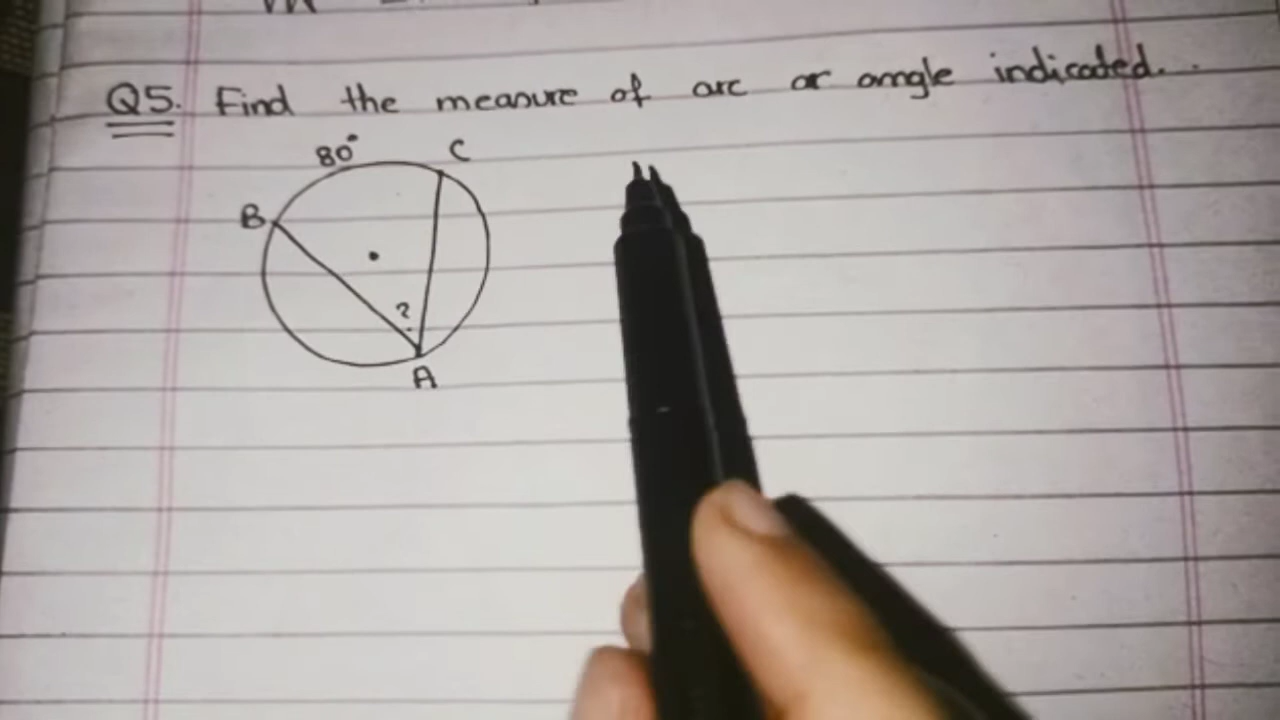 Q5. Find the measure of arc or angle indicated..
80° C
B
?
A